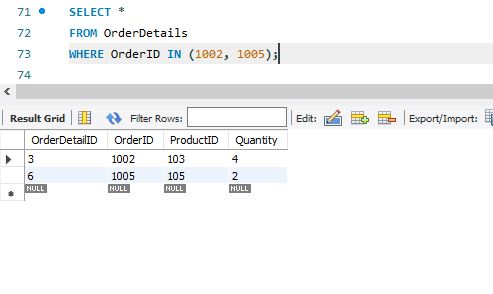 71 SELECT *
72 FROM OrderDetails
73 WHERE OrderID IN (1002, 1005);
74
Result Grid Filter Rows: Edit: Export/Import:
OrderDetailID OrderID ProductID Quantity
3 1002 103 4
6 1005 105 2
NULL NULL NULL NULL